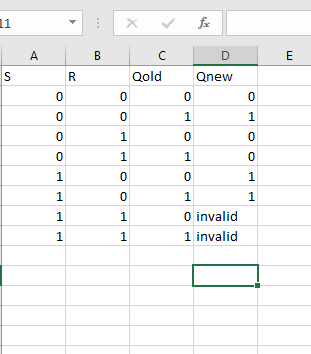 11 fx
A B C D E
S R Qold Qnew
0 0 0 0
0 0 1 1
0 1 0 0
0 1 1 0
1 0 0 1
1 0 1 1
1 1 0 invalid
1 1 1 invalid